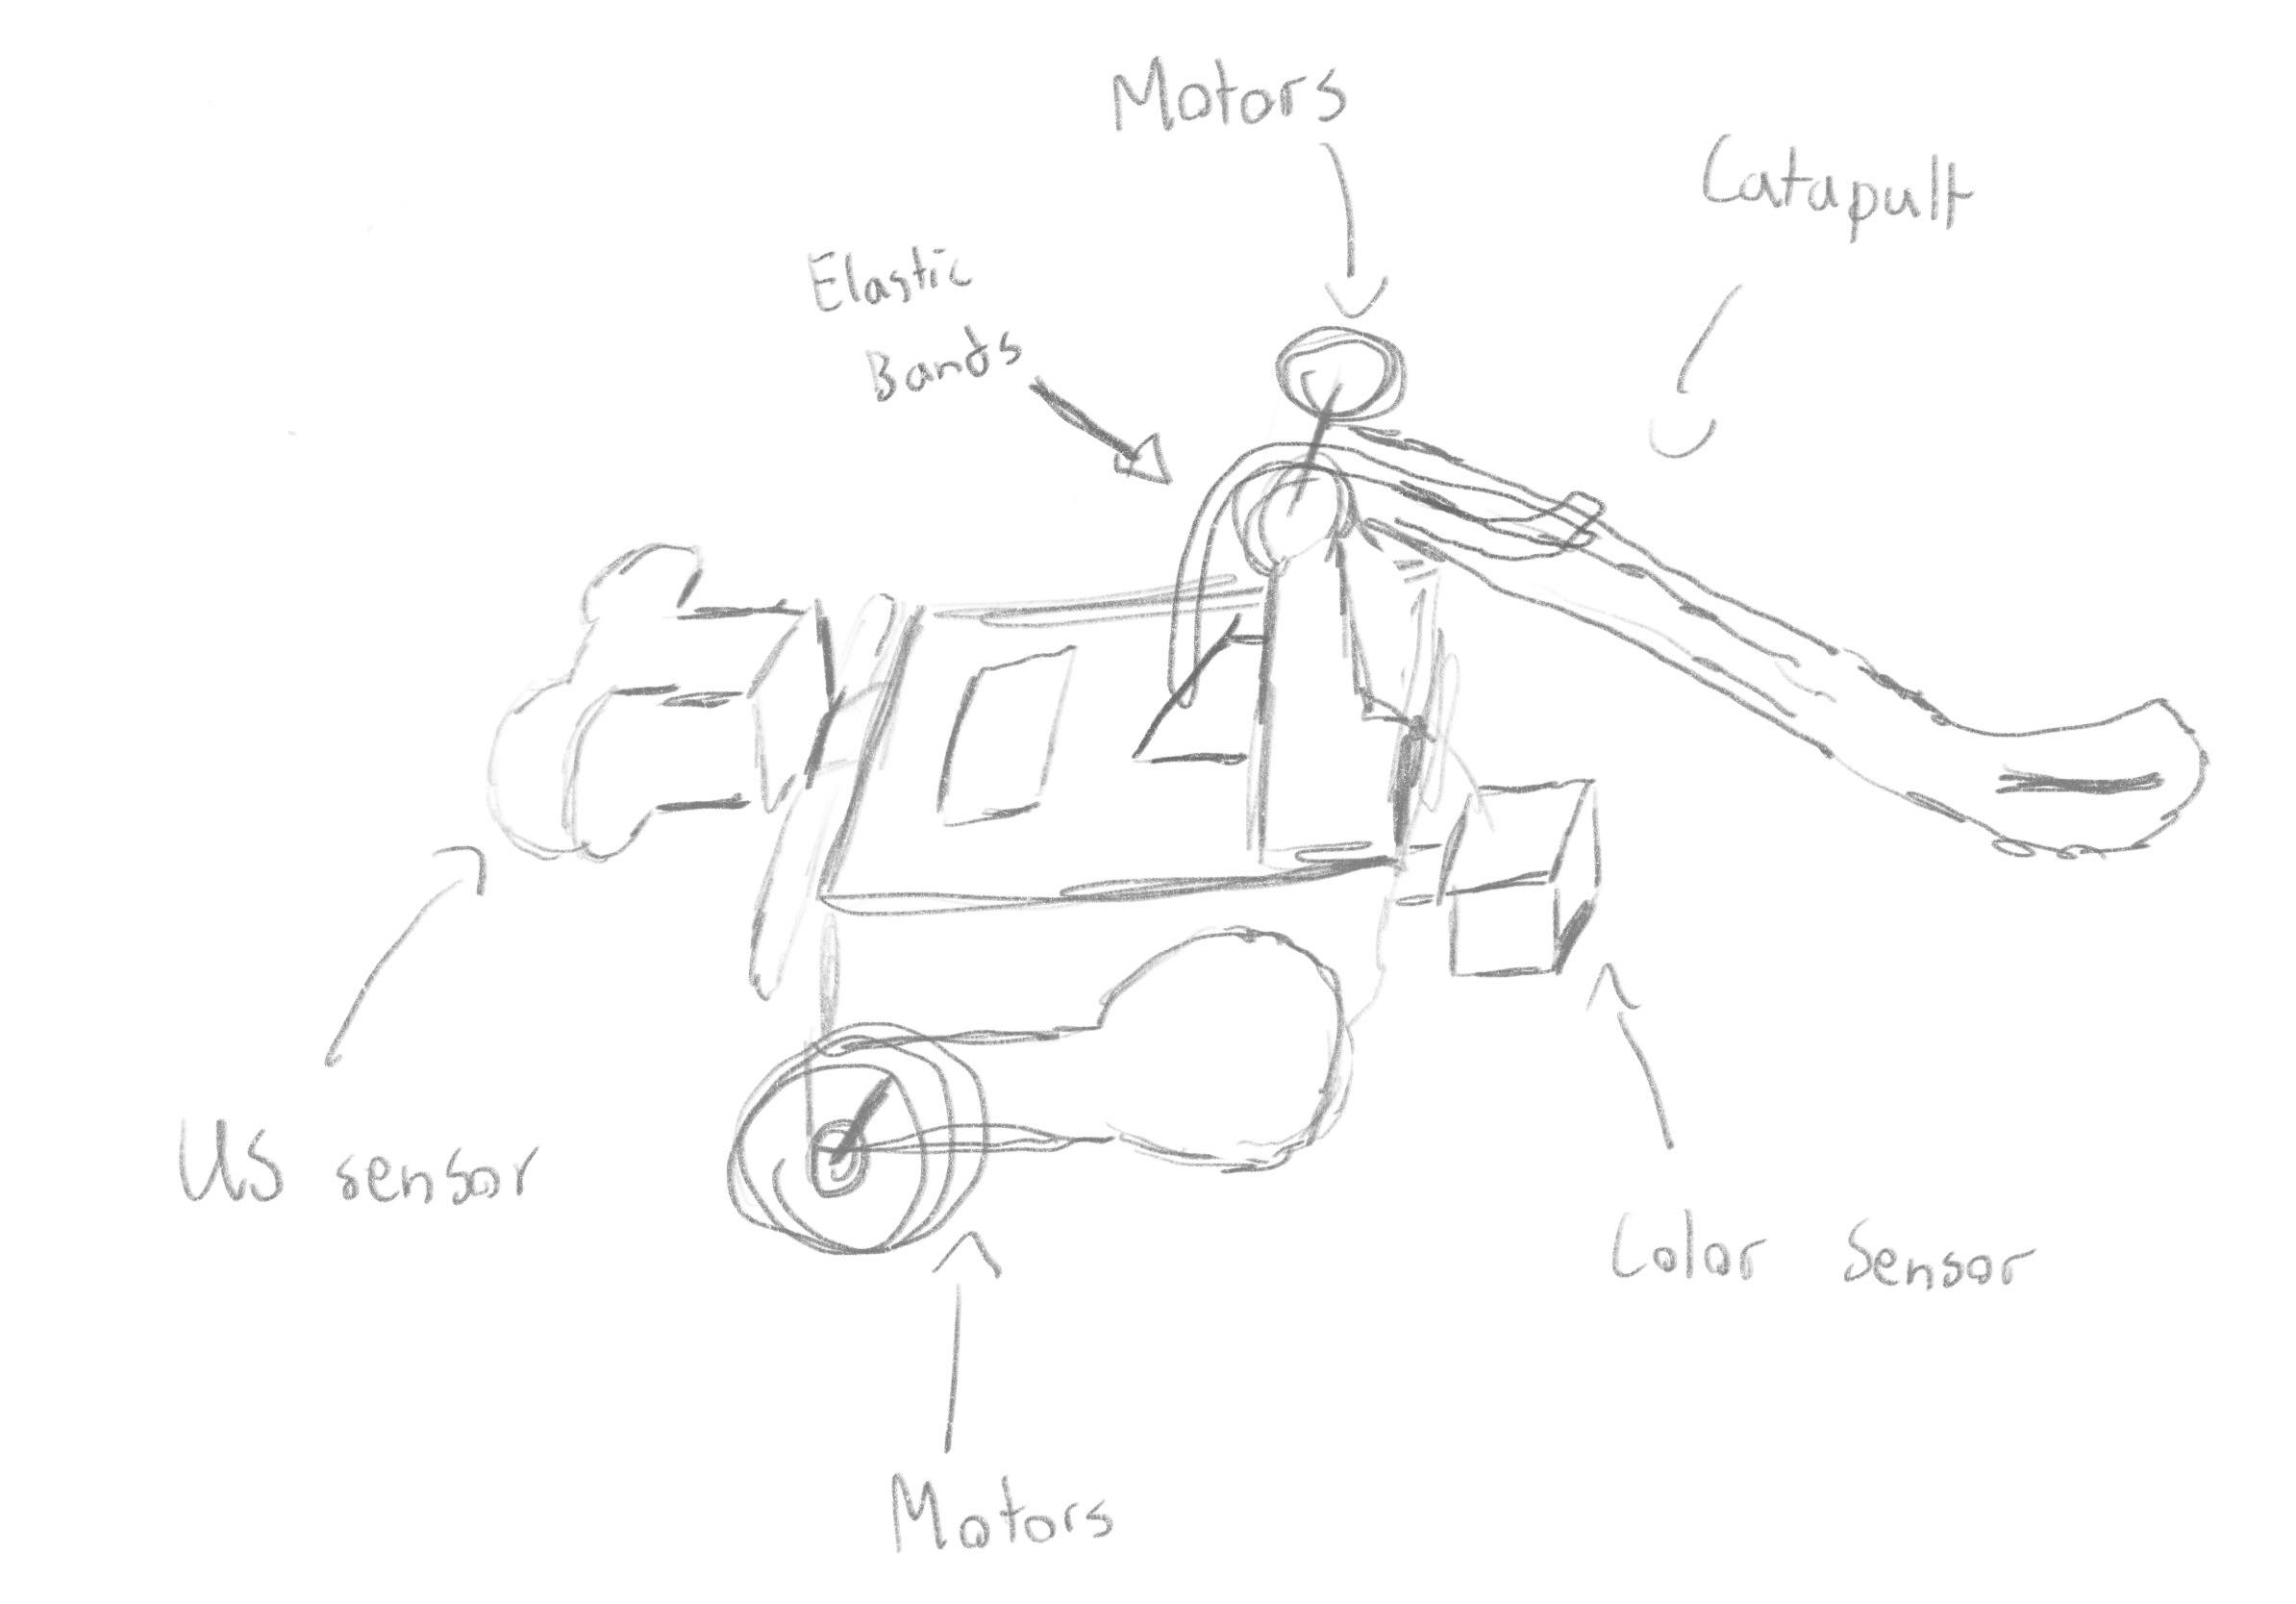 Motors
Catapult
Elastic
Bands
US sensor
Color Sensor
Motors